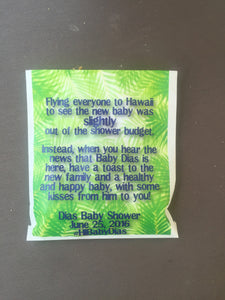 Flying everyone to Hawaii
to see the new baby was
slightly
out of the shower budget.
Instead, when you hear the
news that Baby Dias is
here, have a toast to the
new family and a healthy
and happy baby, with some
kisses from him to you!
Dias Baby Shower
June 25, 2016
#HIBabyDias